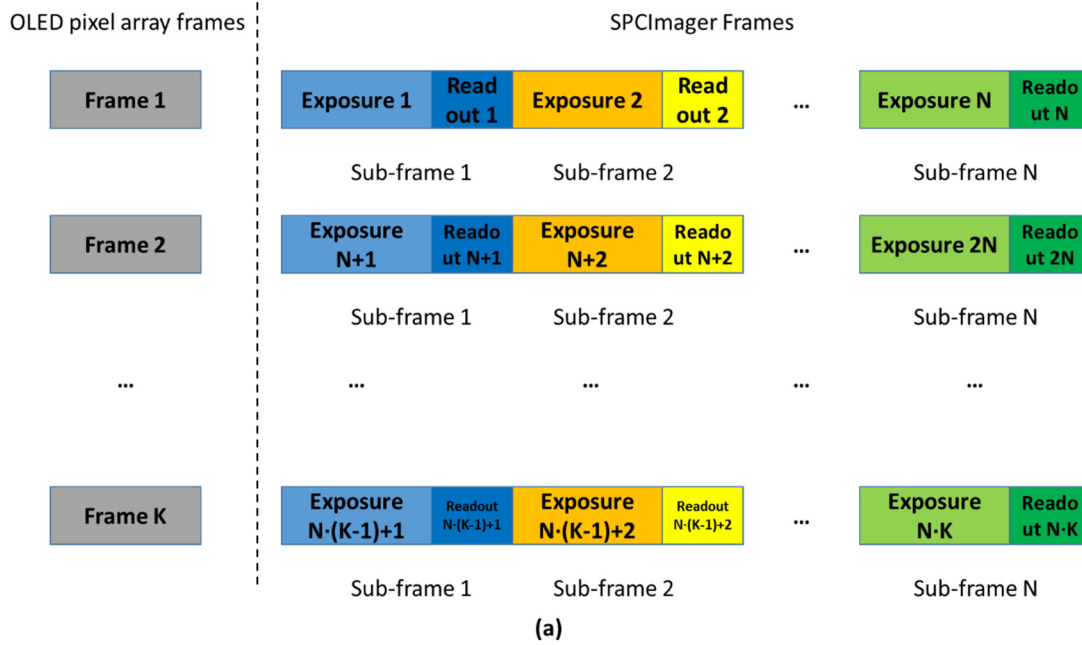 OLED pixel array frames
SPCImager Frames
Frame 1
Exposure 1
Read
out 1
Exposure 2
Read
out 2
...
Exposure N
Reado
ut N
Sub-frame 1
Sub-frame 2
Sub-frame N
Frame 2
Exposure
N+1
Reado
ut N+1
Exposure
N+2
Reado
ut N+2
...
Exposure 2N
Reado
ut 2N
Sub-frame 1
Sub-frame 2
Sub-frame N
...
...
...
...
...
Frame K
Exposure
N·(K-1)+1
Readout
N·(K-1)+1
Exposure
N·(K-1)+2
Readout
N·(K-1)+2
...
Exposure
N·K
Reado
ut N·K
Sub-frame 1
Sub-frame 2
Sub-frame N
(a)